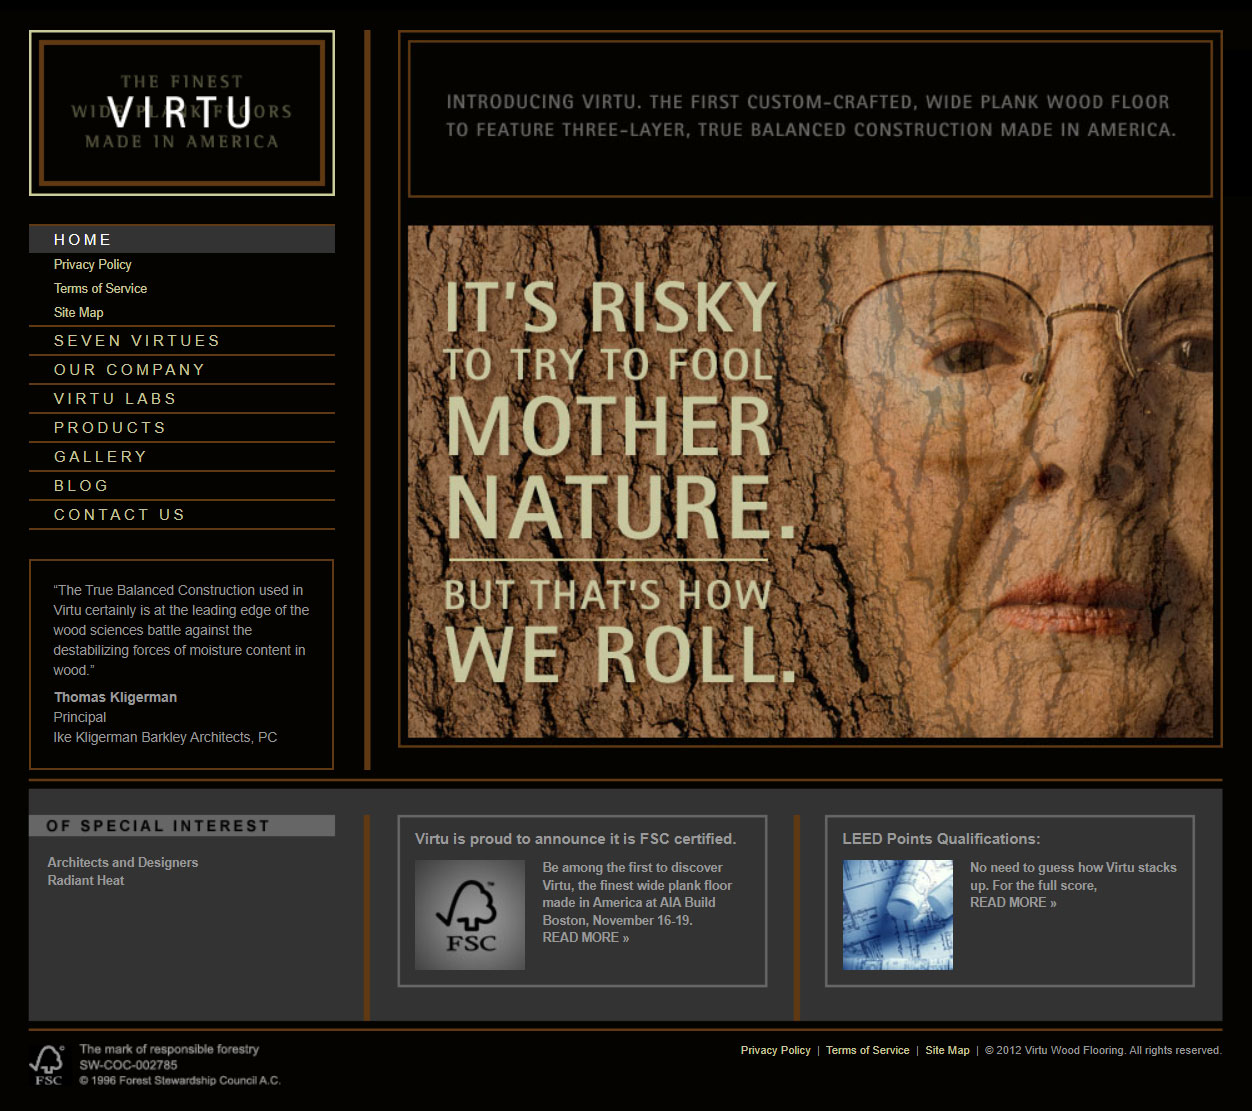 THE FINEST
WIDE PLANK FLOORS
MADE IN AMERICA
VIRTU
HOME
Privacy Policy
Terms of Service
Site Map
SEVEN VIRTUES
OUR COMPANY
VIRTU LABS
PRODUCTS
GALLERY
BLOG
CONTACT US
“The True Balanced Construction used in
Virtu certainly is at the leading edge of the
wood sciences battle against the
destabilizing forces of moisture content in
wood.”
Thomas Kligerman
Principal
Ike Kligerman Barkley Architects, PC
INTRODUCING VIRTU. THE FIRST CUSTOM-CRAFTED, WIDE PLANK WOOD FLOOR
TO FEATURE THREE-LAYER, TRUE BALANCED CONSTRUCTION MADE IN AMERICA.
IT'S RISKY
TO TRY TO FOOL
MOTHER
NATURE.
BUT THAT'S HOW
WE ROLL.
OF SPECIAL INTEREST
Architects and Designers
Radiant Heat
Virtu is proud to announce it is FSC certified.
FSC
Be among the first to discover
Virtu, the finest wide plank floor
made in America at AIA Build
Boston, November 16-19.
READ MORE »
LEED Points Qualifications:
No need to guess how Virtu stacks
up. For the full score,
READ MORE »
FSC
The mark of responsible forestry
SW-COC-002785
© 1996 Forest Stewardship Council A.C.
Privacy Policy | Terms of Service | Site Map | © 2012 Virtu Wood Flooring. All rights reserved.